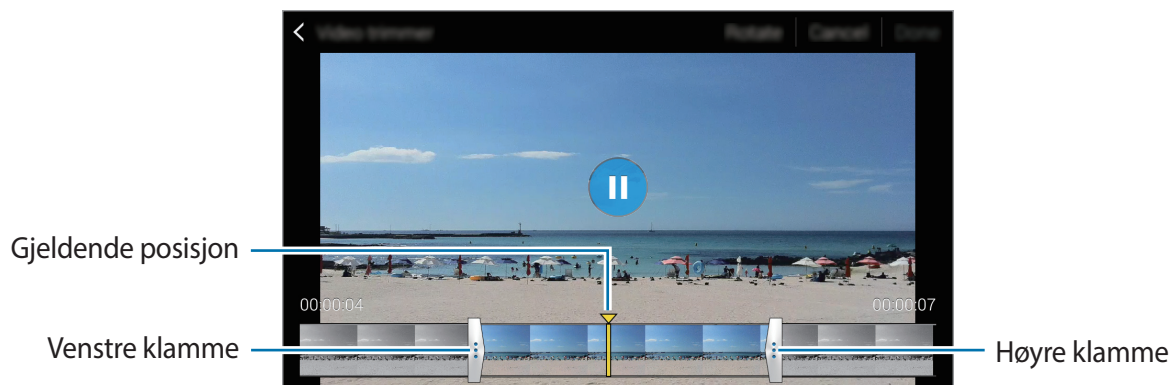 Video trimmer Rotate Cancel Done
Gjeldende posisjon
00:00:04 00:00:07
Venstre klamme
Høyre klamme